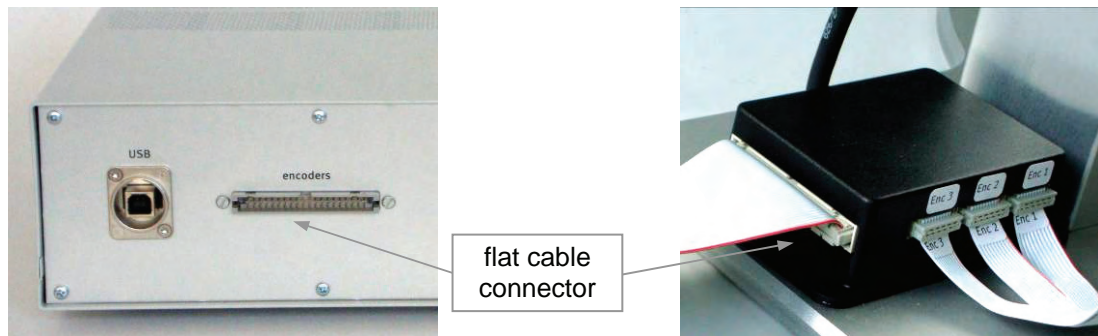 USB
encoders
flat cable
connector
Enc 3
Enc 2
Enc 1
Enc 3
Enc 2
Enc 1